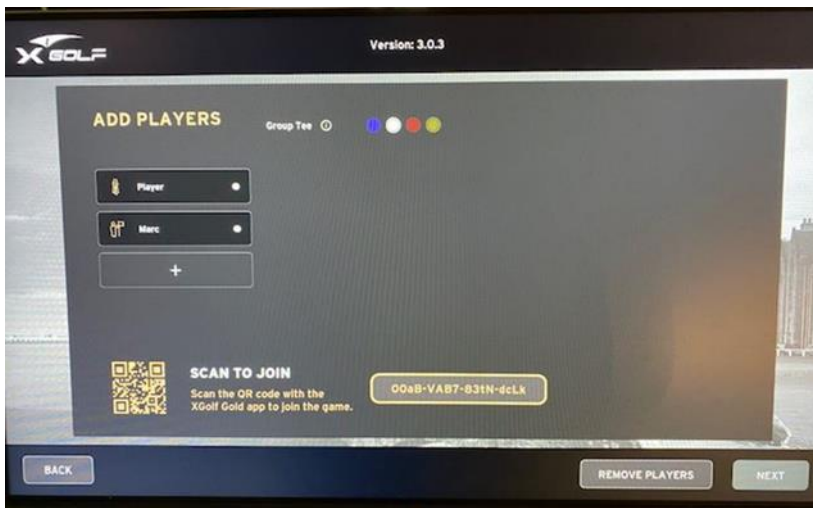 X GOLF
Version: 3.0.3
ADD PLAYERS
Group Tee
Player
Marc
+
SCAN TO JOIN
Scan the QR code with the
XGolf Gold app to join the game.
00aB-VAB7-83tN-dcLk
BACK
REMOVE PLAYERS
NEXT